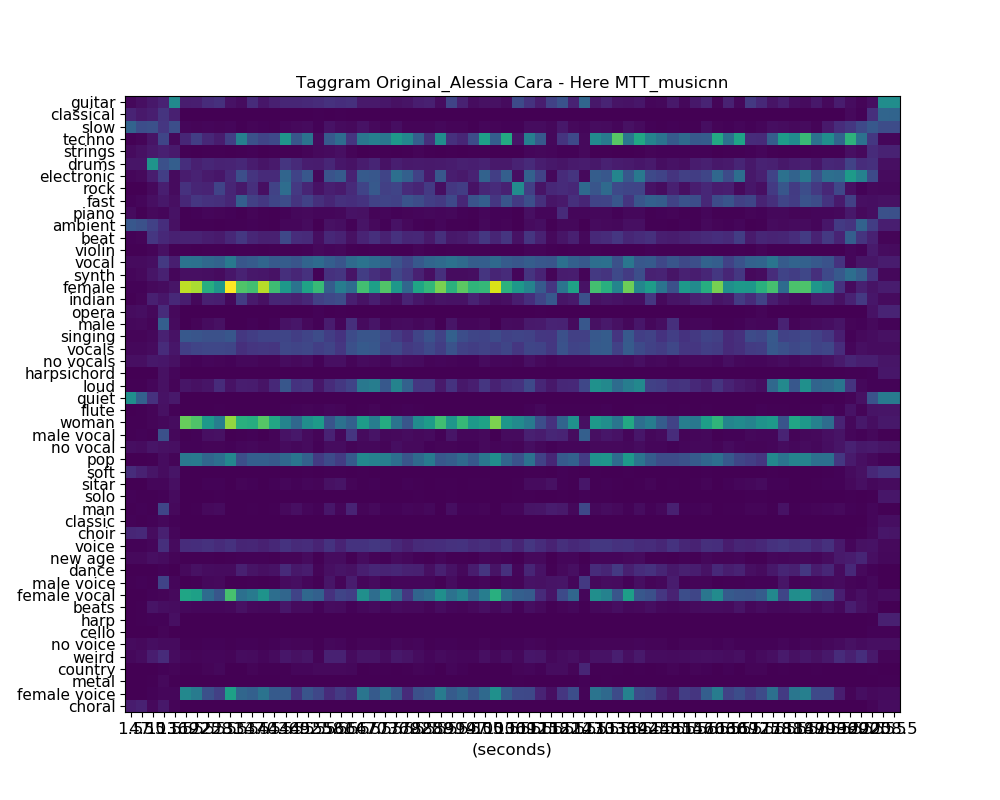 Taggram Original_Alessia Cara - Here MTT_musicnn
guitar
classical
slow
techno
strings
drums
electronic
rock
fast
piano
ambient
beat
violin
vocal
synth
female
indian
opera
male
singing
vocals
no vocals
harpsichord
loud
quiet
flute
woman
male vocal
no vocal
pop
soft
sitar
solo
man
classic
choir
voice
new age
dance
male voice
female vocal
beats
harp
cello
no voice
weird
country
metal
female voice
choral
(seconds)